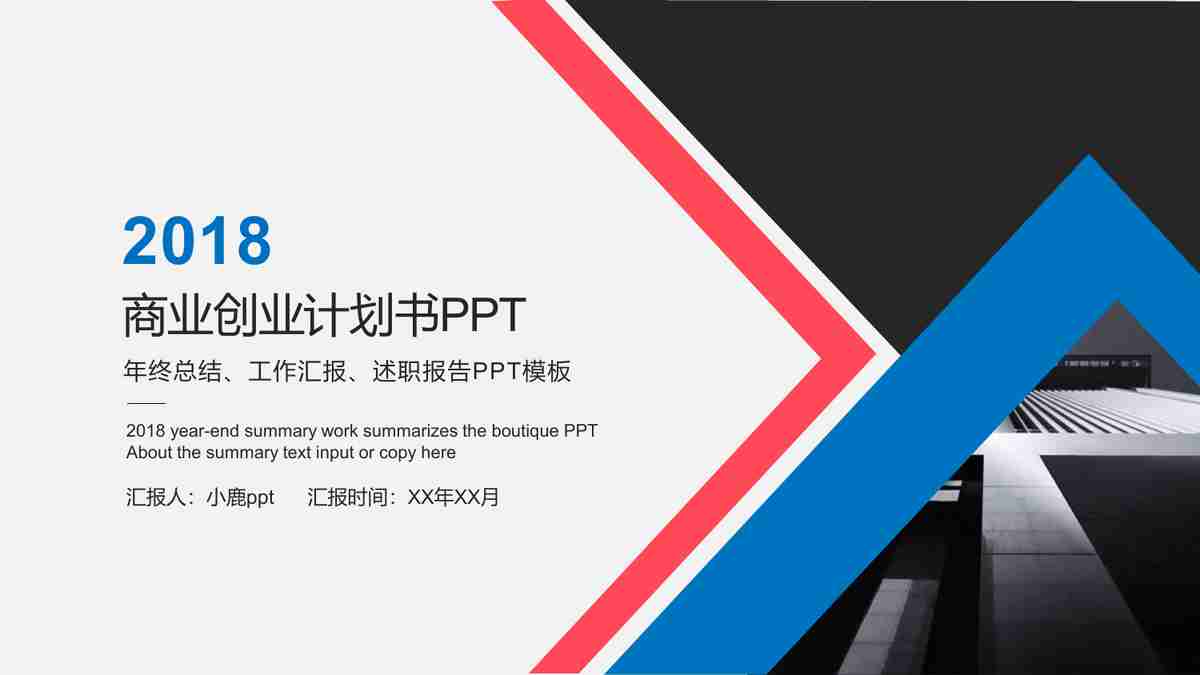 2018
商业创业计划书PPT
年终总结、工作汇报、述职报告PPT模板
2018 year-end summary work summarizes the boutique PPT
About the summary text input or copy here
汇报人：小鹿ppt 汇报时间：XX年XX月